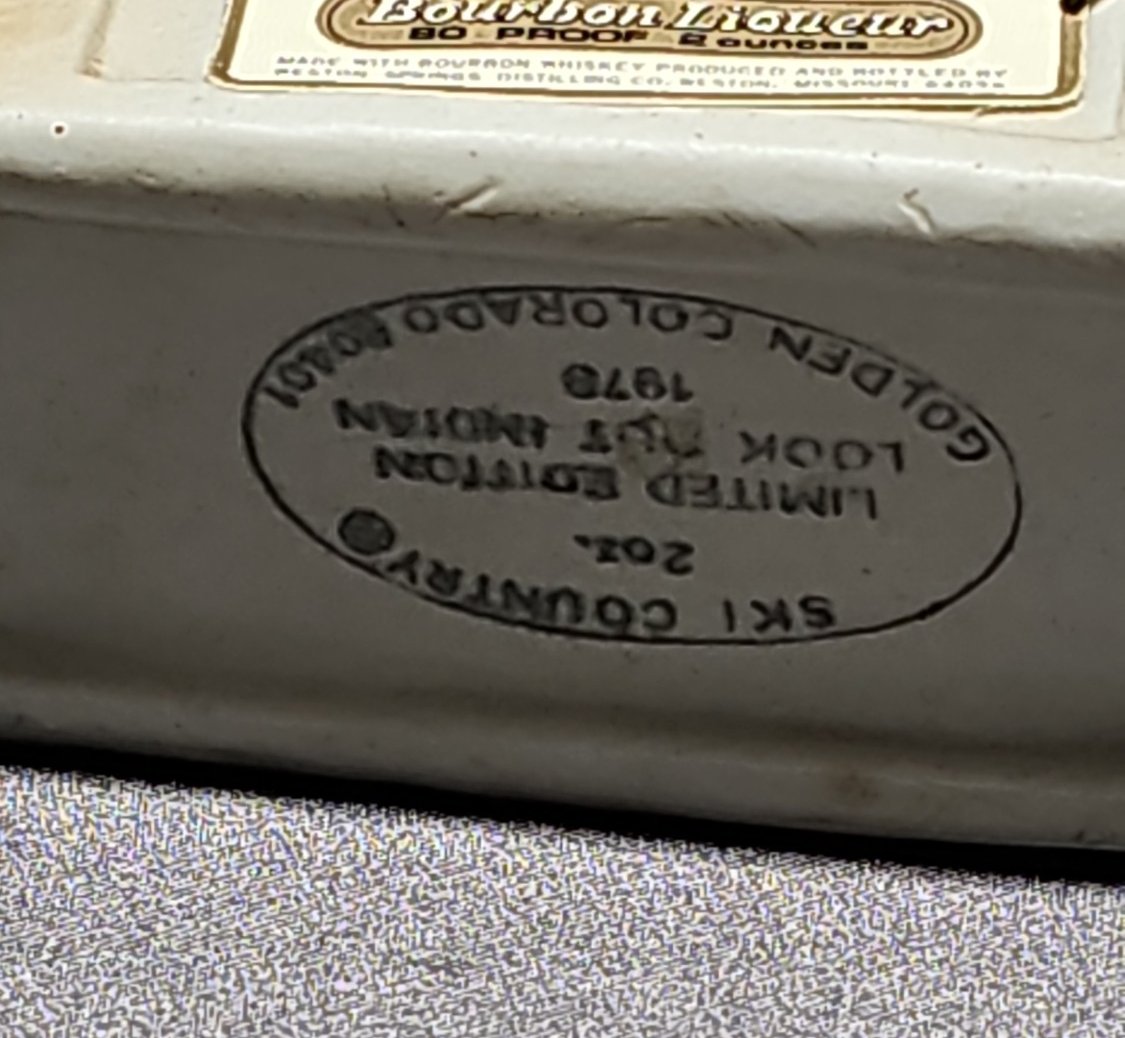 Bourbon Liqueur
80 PROOF 2 ounces
MADE WITH BOURBON WHISKEY PRODUCED AND BOTTLED BY
WESTON SPRINGS DISTILLING CO. WESTON, MISSOURI 64098
SKI COUNTRY®
2oz.
LIMITED EDITION
LOOK OUT INDIAN
1978
GOLDEN COLORADO 80401